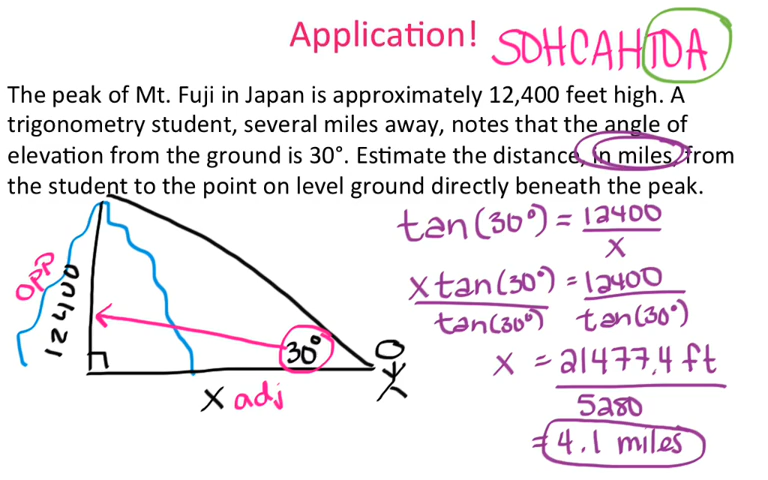 Application! SOHCAHTOA
The peak of Mt. Fuji in Japan is approximately 12,400 feet high. A
trigonometry student, several miles away, notes that the angle of
elevation from the ground is 30°. Estimate the distance, in miles, from
the student to the point on level ground directly beneath the peak.
opp
12400
30°
x adj
tan(30°) = 12400
x
x tan(30°) = 12400
tan(30°) tan(30°)
x = 21477.4 ft
5280
= 4.1 miles